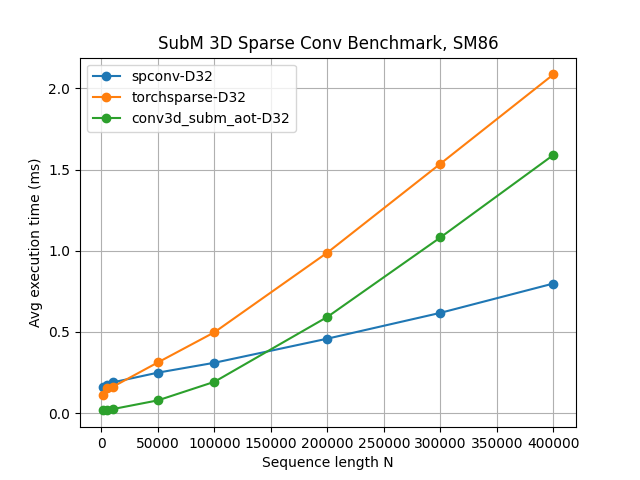 SubM 3D Sparse Conv Benchmark, SM86
spconv-D32
torchsparse-D32
conv3d_subm_aot-D32
Avg execution time (ms)
2.0
1.5
1.0
0.5
0.0
0 50000 100000 150000 200000 250000 300000 350000 400000
Sequence length N